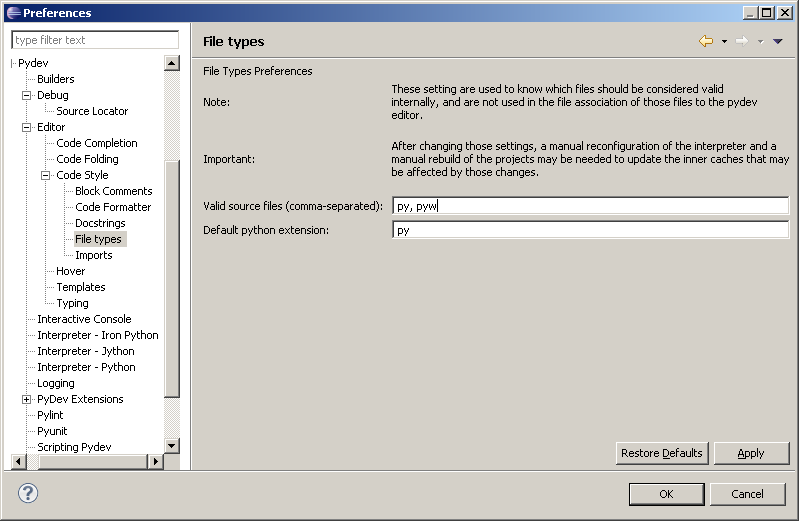 Preferences
type filter text
Pydev
Builders
Debug
Source Locator
Editor
Code Completion
Code Folding
Code Style
Block Comments
Code Formatter
Docstrings
File types
Imports
Hover
Templates
Typing
Interactive Console
Interpreter - Iron Python
Interpreter - Jython
Interpreter - Python
Logging
PyDev Extensions
Pylint
Pyunit
Scripting Pydev
File types
File Types Preferences
Note:
These setting are used to know which files should be considered valid
internally, and are not used in the file association of those files to the pydev
editor.
Important:
After changing those settings, a manual reconfiguration of the interpreter and a
manual rebuild of the projects may be needed to update the inner caches that may
be affected by those changes.
Valid source files (comma-separated):
py, pyw
Default python extension:
py
Restore Defaults
Apply
?
OK
Cancel